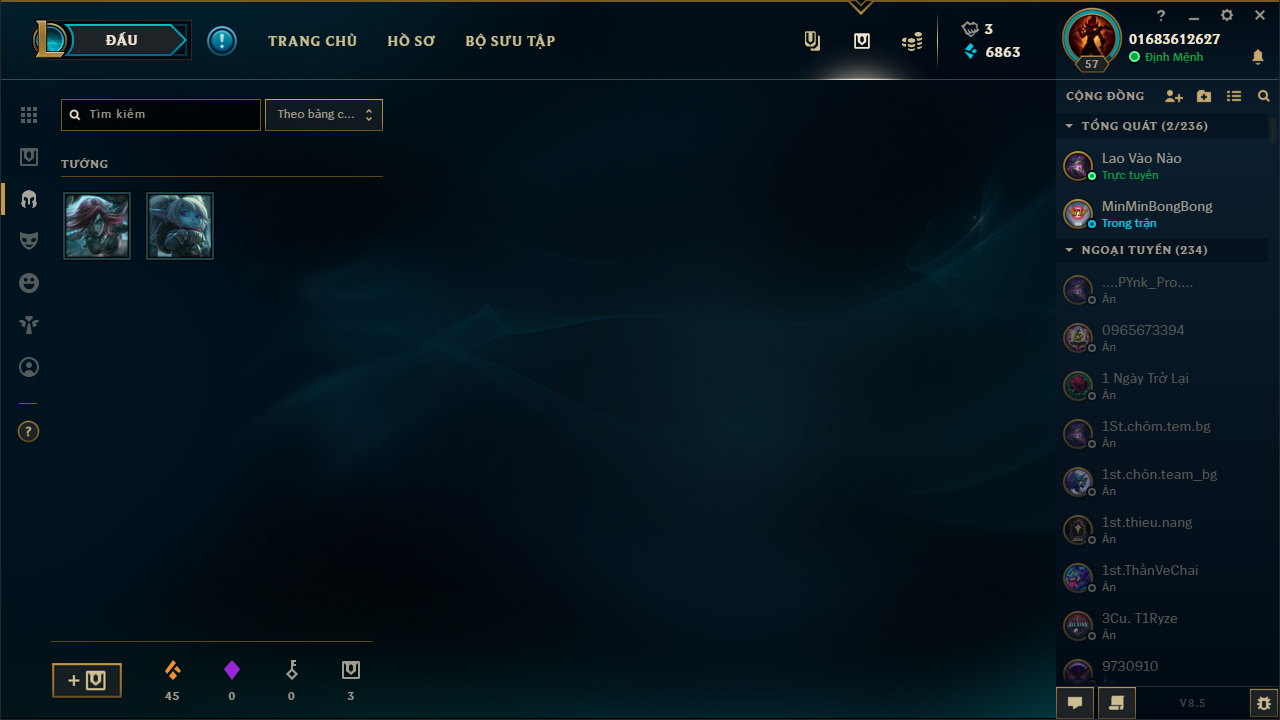 ĐẤU
!
TRANG CHỦ
HỒ SƠ
BỘ SƯU TẬP
3
6863
?
57
01683612627
Định Mệnh
Tìm kiếm
Theo bảng c...
TƯỚNG
?
45
0
0
3
CỘNG ĐỒNG
TỔNG QUÁT (2/236)
Lao Vào Nào
Trực tuyến
MinMinBongBong
Trong trận
NGOẠI TUYẾN (234)
....PYnk_Pro....
Ẩn
0965673394
Ẩn
1 Ngày Trở Lại
Ẩn
1St.chôm.tem.bg
Ẩn
1st.chôn.team_bg
Ẩn
1st.thieu.nang
Ẩn
1st.ThằnVeChai
Ẩn
3Cu. T1Ryze
Ẩn
9730910
Ẩn
V8.5